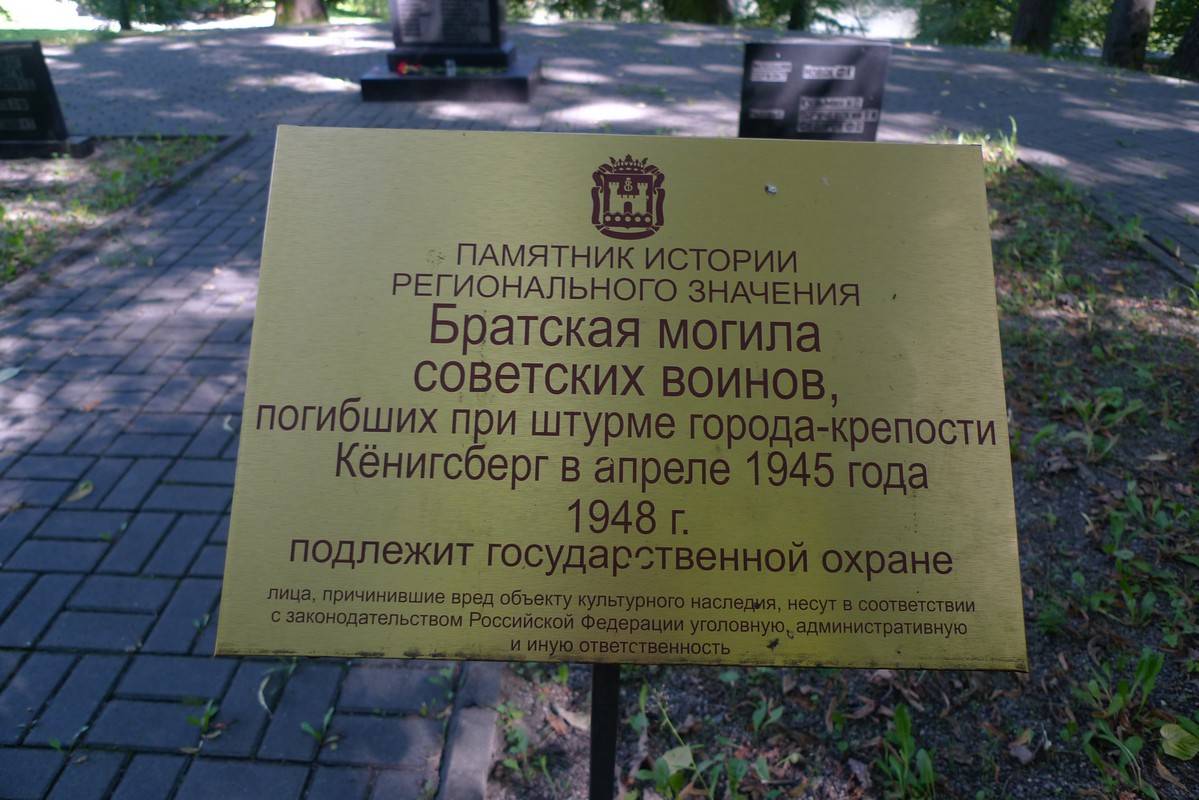 ПАМЯТНИК ИСТОРИИ
РЕГИОНАЛЬНОГО ЗНАЧЕНИЯ
Братская могила
советских воинов,
погибших при штурме города-крепости
Кёнигсберг в апреле 1945 года
1948 г.
подлежит государственной охране
лица, причинившие вред объекту культурного наследия, несут в соответствии
с законодательством Российской Федерации уголовную, административную
и иную ответственность